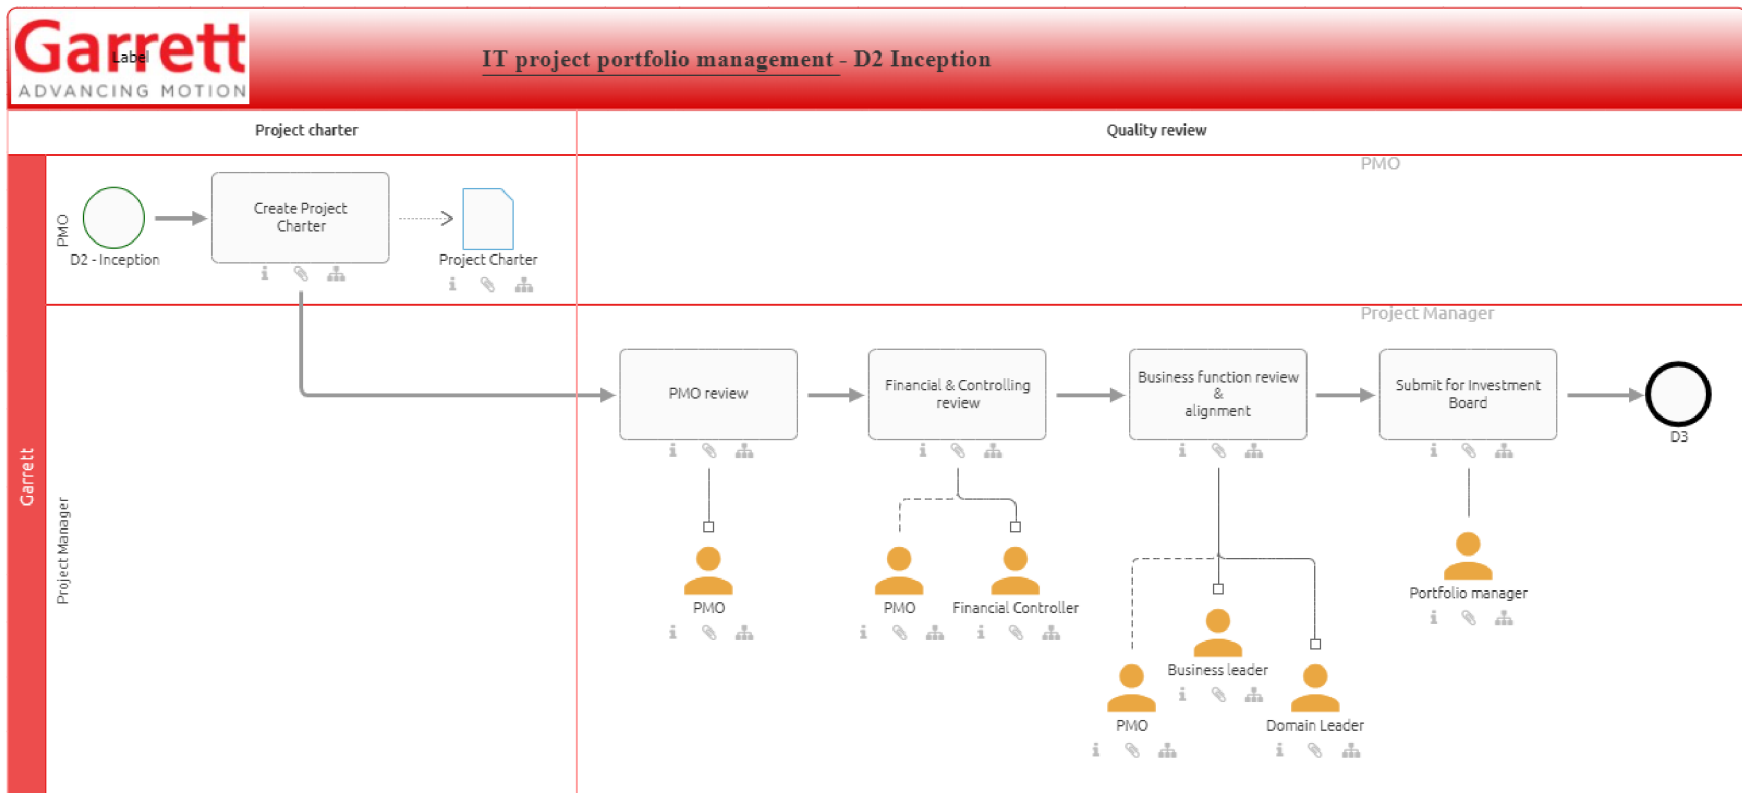 Garrett
Label
ADVANCING MOTION
IT project portfolio management - D2 Inception
Project charter
Quality review
PMO
PMO
Create Project
Charter
D2 - Inception
Project Charter
Project Manager
Garrett
Project Manager
PMO review
Financial & Controlling
review
Business function review
&
alignment
Submit for Investment
Board
D3
PMO
PMO
Financial Controller
Portfolio manager
Business leader
PMO
Domain Leader